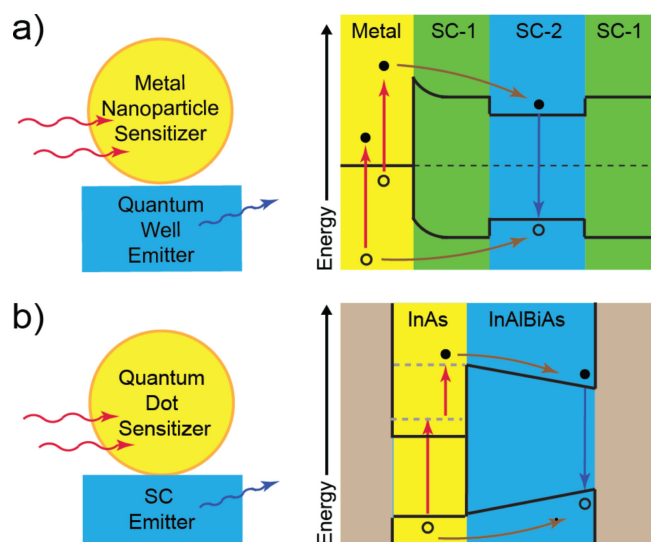 a)
Metal
Nanoparticle
Sensitizer
Quantum
Well
Emitter
Energy
Metal SC-1 SC-2 SC-1
b)
Quantum
Dot
Sensitizer
SC
Emitter
Energy
InAs InAlBiAs